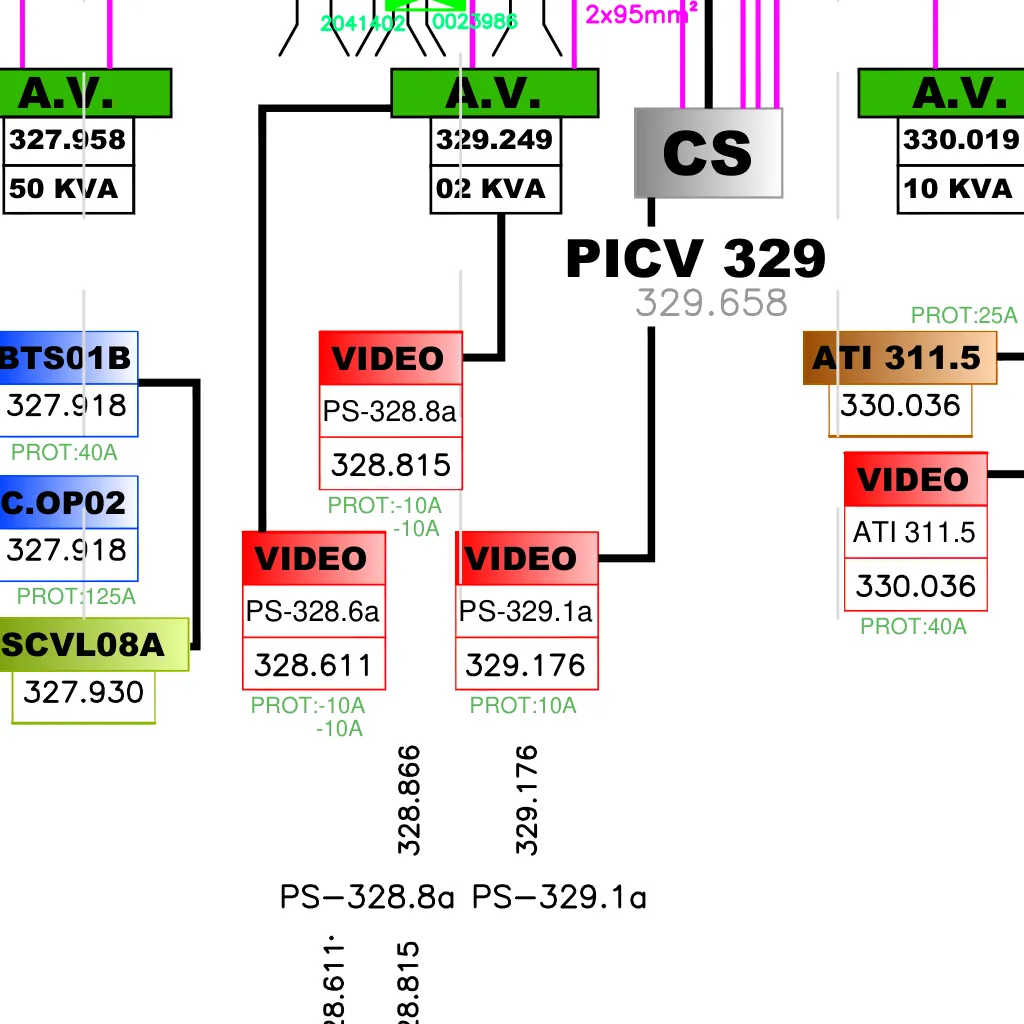 2041402
0023986
2x95mm²
A.V.
327.958
50 KVA
A.V.
329.249
02 KVA
CS
A.V.
330.019
10 KVA
PICV 329
329.658
BTS01B
327.918
PROT:40A
C.OP02
327.918
PROT:125A
SCVL08A
327.930
VIDEO
PS-328.8a
328.815
PROT:-10A
-10A
VIDEO
PS-328.6a
328.611
PROT:-10A
-10A
VIDEO
PS-329.1a
329.176
PROT:10A
PROT:25A
ATI 311.5
330.036
VIDEO
ATI 311.5
330.036
PROT:40A
328.866
329.176
PS-328.8a
PS-329.1a
28.611
28.815